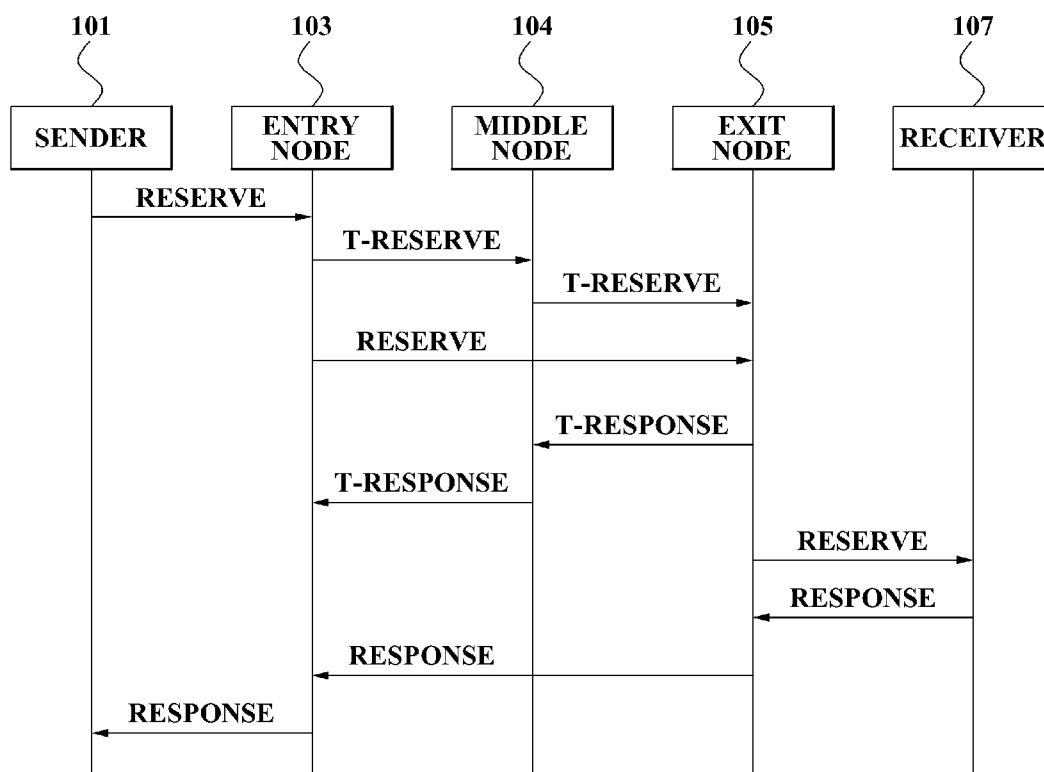 101 103 104 105 107
SENDER
ENTRY
NODE
MIDDLE
NODE
EXIT
NODE
RECEIVER
RESERVE
T-RESERVE
T-RESERVE
RESERVE
T-RESPONSE
T-RESPONSE
RESERVE
RESPONSE
RESPONSE
RESPONSE